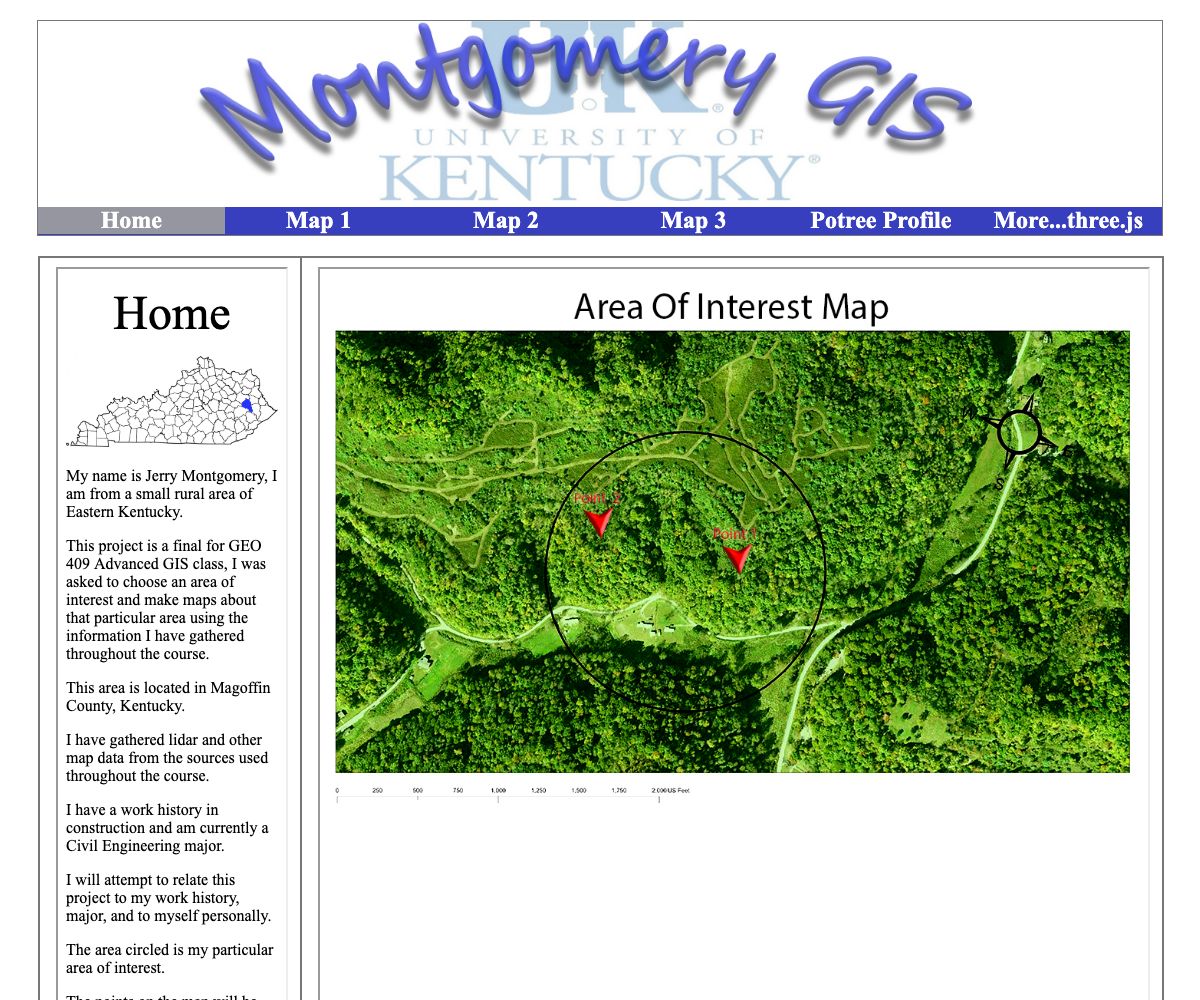 Montgomery GIS
UK
UNIVERSITY OF
KENTUCKY
Home Map 1 Map 2 Map 3 Potree Profile More...three.js
Home
My name is Jerry Montgomery, I
am from a small rural area of
Eastern Kentucky.
This project is a final for GEO
409 Advanced GIS class, I was
asked to choose an area of
interest and make maps about
that particular area using the
information I have gathered
throughout the course.
This area is located in Magoffin
County, Kentucky.
I have gathered lidar and other
map data from the sources used
throughout the course.
I have a work history in
construction and am currently a
Civil Engineering major.
I will attempt to relate this
project to my work history,
major, and to myself personally.
The area circled is my particular
area of interest.
The points on the map will be
Area Of Interest Map
Point 2
Point 1
S
0 250 500 750 1,000 1,250 1,500 1,750 2,000 US Feet